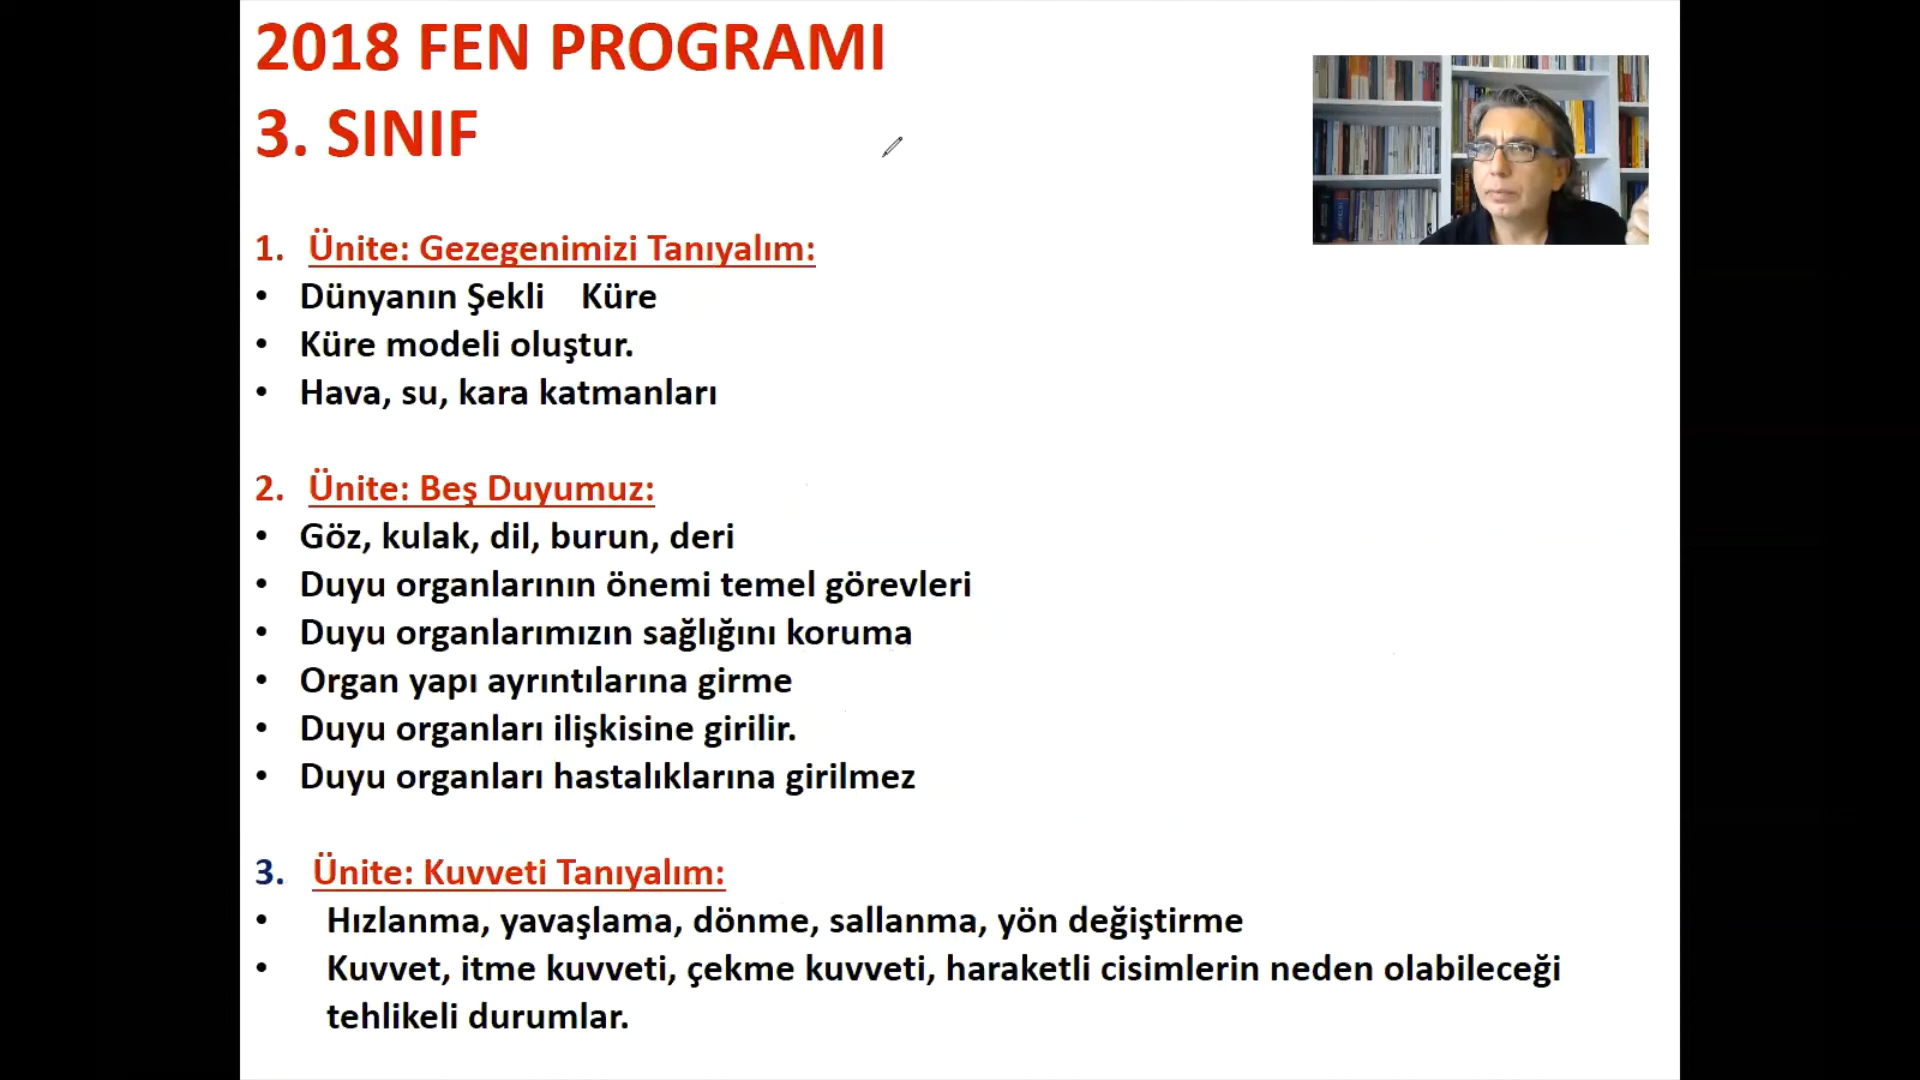 2018 FEN PROGRAMI
3. SINIF
1. Ünite: Gezegenimizi Tanıyalım:
• Dünyanın Şekli Küre
• Küre modeli oluştur.
• Hava, su, kara katmanları
2. Ünite: Beş Duyumuz:
• Göz, kulak, dil, burun, deri
• Duyu organlarının önemi temel görevleri
• Duyu organlarımızın sağlığını koruma
• Organ yapı ayrıntılarına girme
• Duyu organları ilişkisine girilir.
• Duyu organları hastalıklarına girilmez
3. Ünite: Kuvveti Tanıyalım:
• Hızlanma, yavaşlama, dönme, sallanma, yön değiştirme
• Kuvvet, itme kuvveti, çekme kuvveti, haraketli cisimlerin neden olabileceği
tehlikeli durumlar.